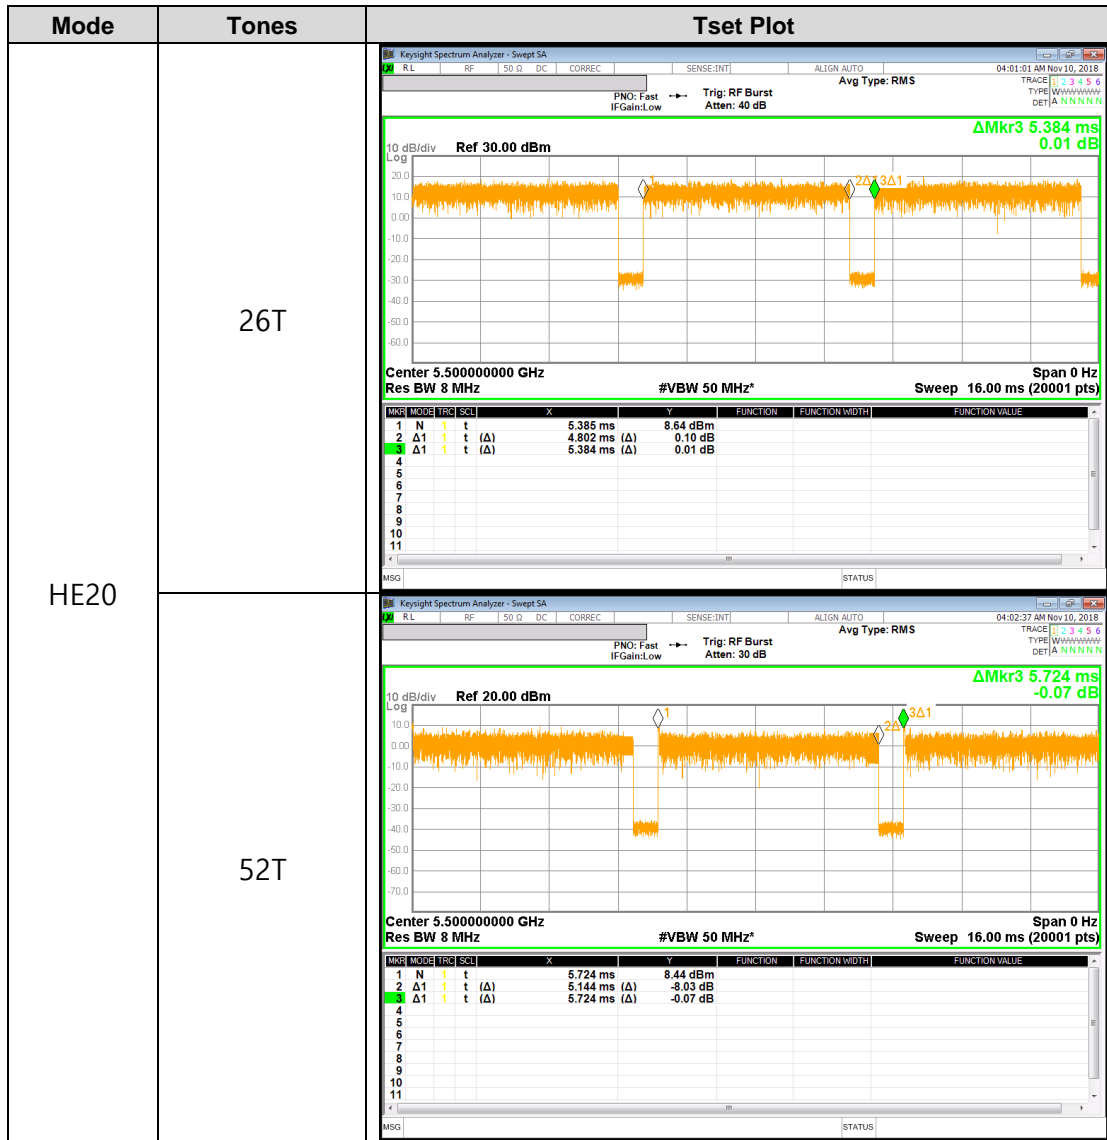 Mode Tones Tset Plot
HE20
26T
Keysight Spectrum Analyzer - Swept SA
RL RF 50 Ω DC CORREC SENSE:INT ALIGN AUTO 04:01:01 AM Nov 10, 2018
Avg Type: RMS TRACE 1 2 3 4 5 6
PNO: Fast Trig: RF Burst TYPE WWWWWW
IFGain:Low Atten: 40 dB DET A N N N N N
ΔMkr3 5.384 ms
0.01 dB
10 dB/div Ref 30.00 dBm
Log
20.0
1 2Δ1 3Δ1
10.0
0.00
-10.0
-20.0
-30.0
-40.0
-50.0
-60.0
Center 5.500000000 GHz Span 0 Hz
Res BW 8 MHz #VBW 50 MHz* Sweep 16.00 ms (20001 pts)
MKR MODE TRC SCL X Y FUNCTION FUNCTION WIDTH FUNCTION VALUE
1 N 1 t 5.385 ms 8.64 dBm
2 Δ1 1 t (Δ) 4.802 ms (Δ) 0.10 dB
3 Δ1 1 t (Δ) 5.384 ms (Δ) 0.01 dB
4
5
6
7
8
9
10
11
MSG STATUS
52T
Keysight Spectrum Analyzer - Swept SA
RL RF 50 Ω DC CORREC SENSE:INT ALIGN AUTO 04:02:37 AM Nov 10, 2018
Avg Type: RMS TRACE 1 2 3 4 5 6
PNO: Fast Trig: RF Burst TYPE WWWWWW
IFGain:Low Atten: 30 dB DET A N N N N N
ΔMkr3 5.724 ms
-0.07 dB
10 dB/div Ref 20.00 dBm
Log
1 3Δ1
10.0
2Δ
0.00
-10.0
-20.0
-30.0
-40.0
-50.0
-60.0
-70.0
Center 5.500000000 GHz Span 0 Hz
Res BW 8 MHz #VBW 50 MHz* Sweep 16.00 ms (20001 pts)
MKR MODE TRC SCL X Y FUNCTION FUNCTION WIDTH FUNCTION VALUE
1 N 1 t 5.724 ms 8.44 dBm
2 Δ1 1 t (Δ) 5.144 ms (Δ) -8.03 dB
3 Δ1 1 t (Δ) 5.724 ms (Δ) -0.07 dB
4
5
6
7
8
9
10
11
MSG STATUS